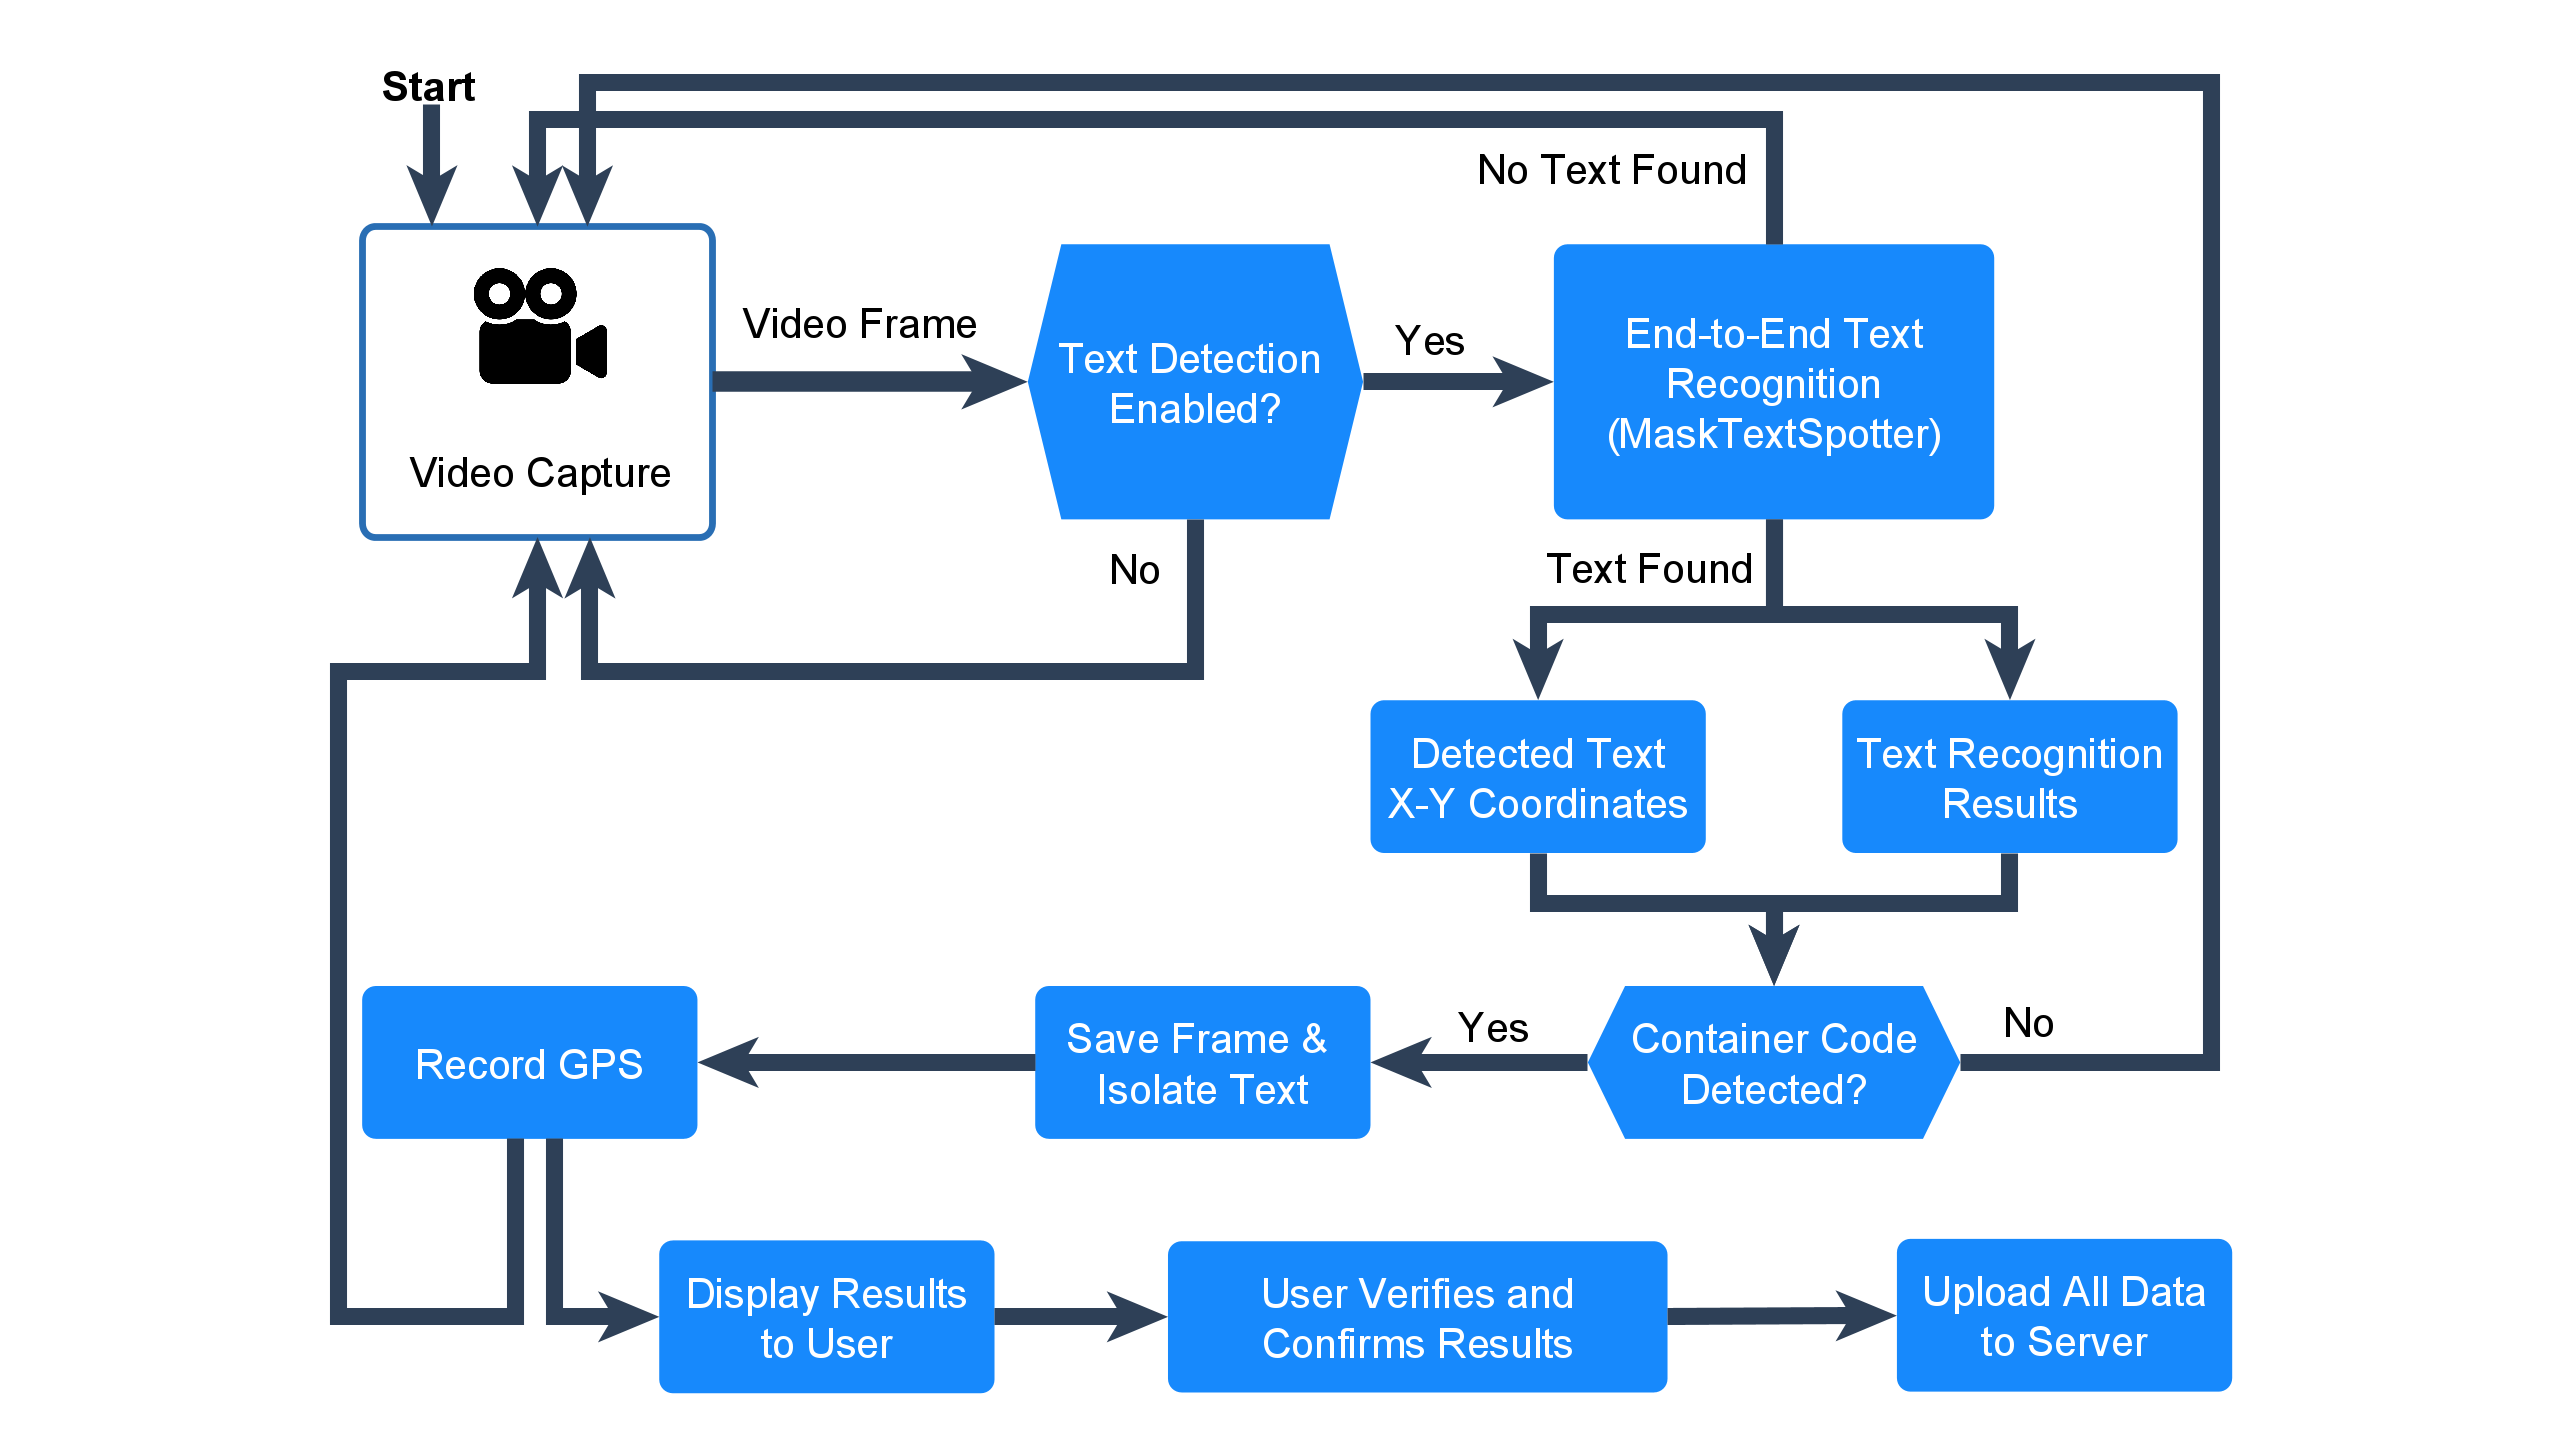 Start
No Text Found
Video Frame
Video Capture
Text Detection
Enabled?
Yes
End-to-End Text
Recognition
(MaskTextSpotter)
No
Text Found
Detected Text
X-Y Coordinates
Text Recognition
Results
Record GPS
Save Frame &
Isolate Text
Yes
Container Code
Detected?
No
Display Results
to User
User Verifies and
Confirms Results
Upload All Data
to Server